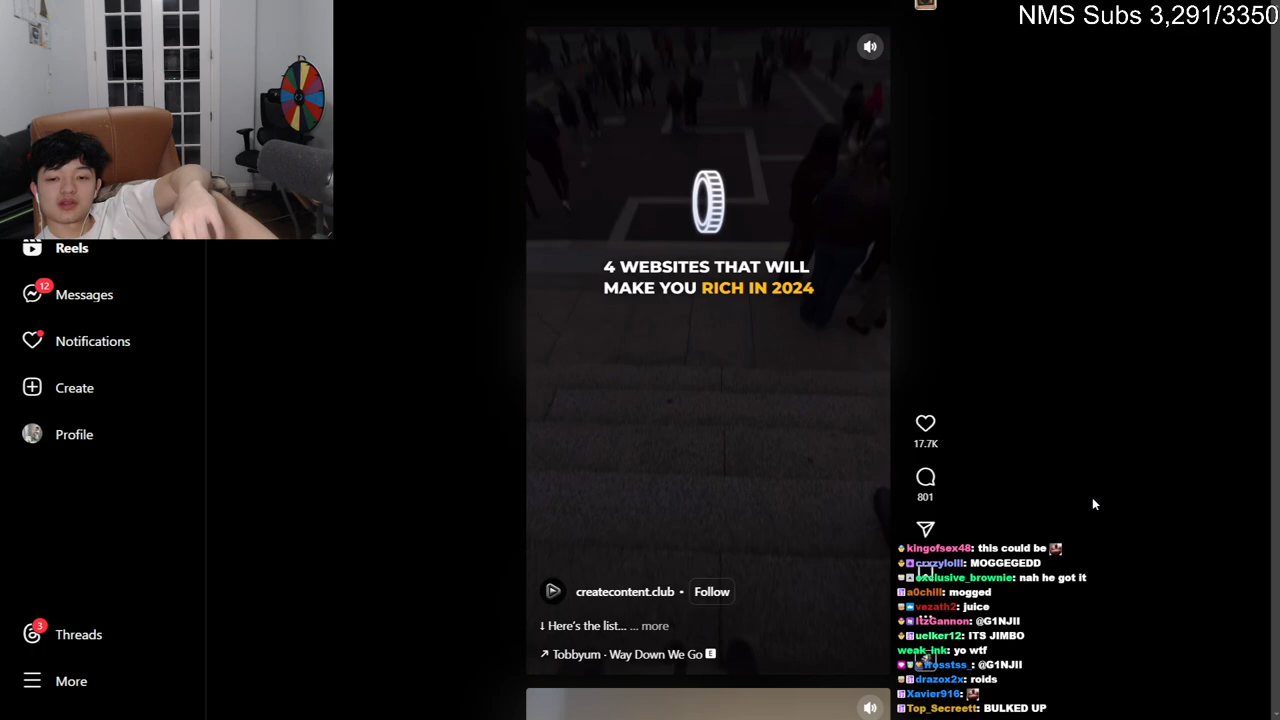 NMS Subs 3,291/3350
Reels
12
Messages
Notifications
Create
Profile
3
Threads
More
4 WEBSITES THAT WILL
MAKE YOU RICH IN 2024
createcontent.club • Follow
↓ Here's the list... ... more
↗ Tobbyum · Way Down We Go E
17.7K
801
kingofsex48: this could be
crxzylolll: MOGGEGEDD
exclusive_brownie: nah he got it
a0chill: mogged
vezath2: juice
ItzGannon: @G1NJII
uelker12: ITS JIMBO
weak_ink: yo wtf
@G1NJII
drazox2x: roids
Xavier916:
Top_Secreett: BULKED UP